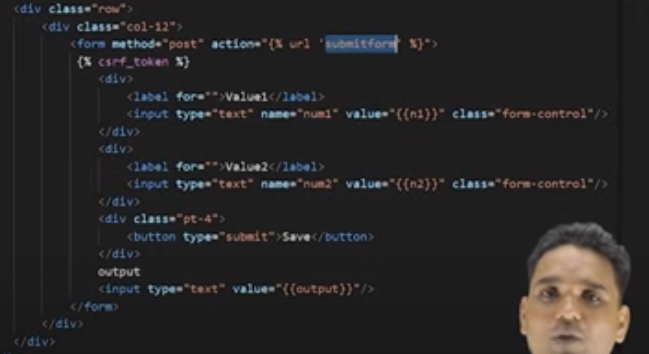 <div class="row">
<div class="col-12">
<form method="post" action="{% url 'submitform' %}">
{% csrf_token %}
<div>
<label for="">Value1</label>
<input type="text" name="num1" value="{{n1}}" class="form-control"/>
</div>
<div>
<label for="">Value2</label>
<input type="text" name="num2" value="{{n2}}" class="form-control"/>
</div>
<div class="pt-4">
<button type="submit">Save</button>
</div>
output
<input type="text" value="{{output}}"/>
</form>
</div>
</div>